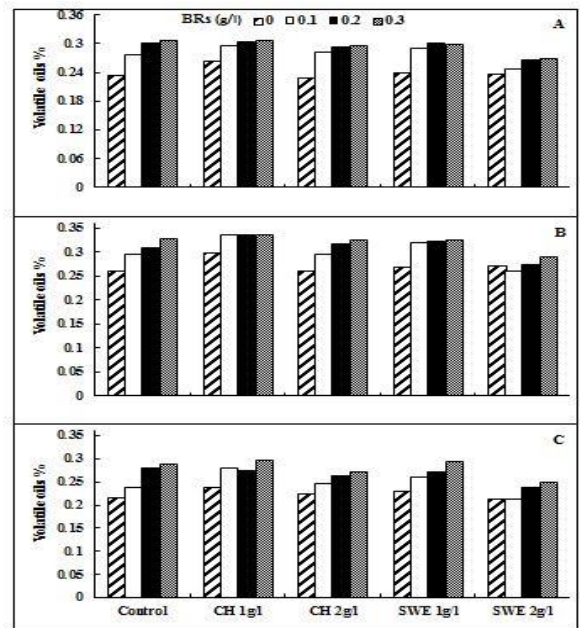 BRs (g/l) 0 0.1 0.2 0.3
A
Volatile oils %
0.36
0.3
0.24
0.18
0.12
0.06
0
B
Volatile oils %
0.35
0.3
0.25
0.2
0.15
0.1
0.05
0
C
Volatile oils %
0.35
0.3
0.25
0.2
0.15
0.1
0.05
0
Control CH 1g/l CH 2g/l SWE 1g/l SWE 2g/l